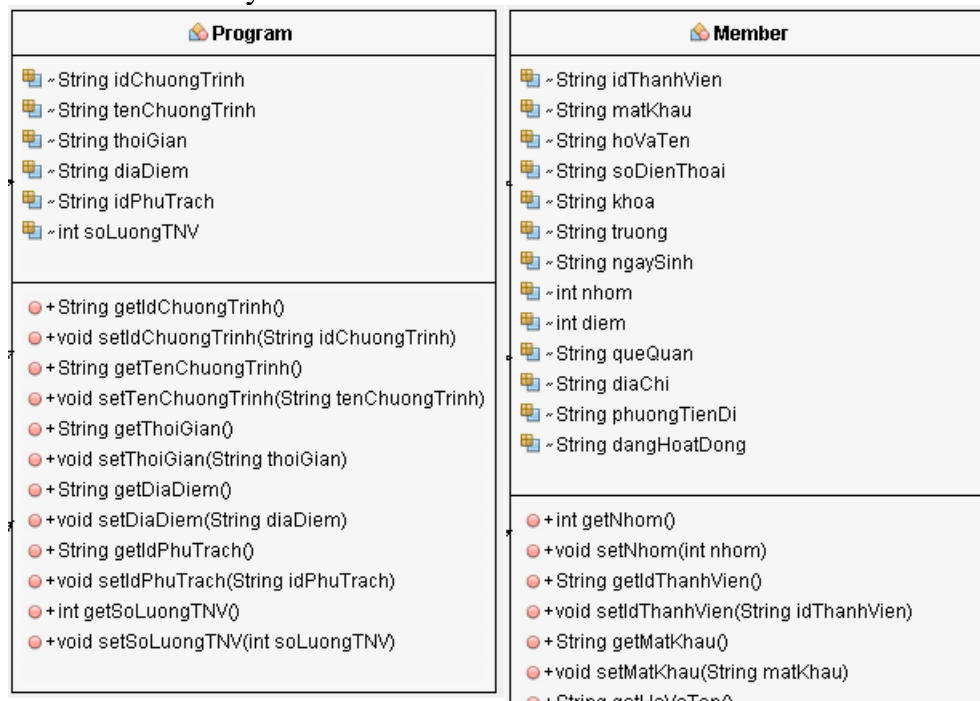 Program
~String idChuongTrinh
~String tenChuongTrinh
~String thoiGian
~String diaDiem
~String idPhuTrach
~int soLuongTNV
+String getIdChuongTrinh()
+void setIdChuongTrinh(String idChuongTrinh)
+String getTenChuongTrinh()
+void setTenChuongTrinh(String tenChuongTrinh)
+String getThoiGian()
+void setThoiGian(String thoiGian)
+String getDiaDiem()
+void setDiaDiem(String diaDiem)
+String getIdPhuTrach()
+void setIdPhuTrach(String idPhuTrach)
+int getSoLuongTNV()
+void setSoLuongTNV(int soLuongTNV)
Member
~String idThanhVien
~String matKhau
~String hoVaTen
~String soDienThoai
~String khoa
~String truong
~String ngaySinh
~int nhom
~int diem
~String queQuan
~String diaChi
~String phuongTienDi
~String dangHoatDong
+int getNhom()
+void setNhom(int nhom)
+String getIdThanhVien()
+void setIdThanhVien(String idThanhVien)
+String getMatKhau()
+void setMatKhau(String matKhau)
+String getHoVaTen()